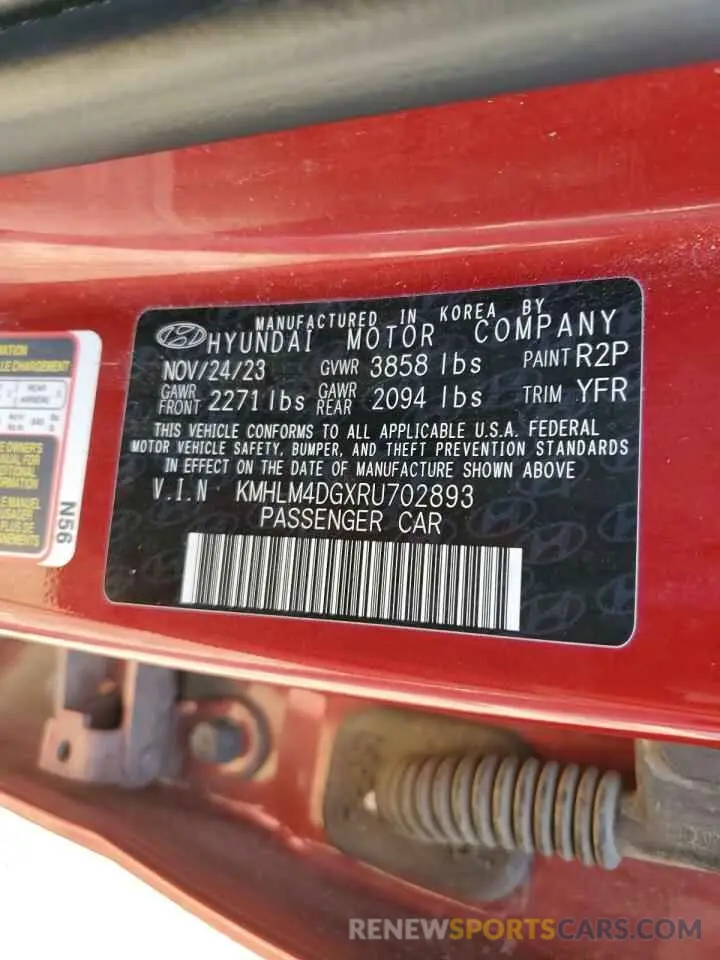 MANUFACTURED IN KOREA BY
HYUNDAI MOTOR COMPANY
NOV/24/23 GVWR 3858 lbs PAINT R2P
GAWR FRONT 2271 lbs GAWR REAR 2094 lbs TRIM YFR
THIS VEHICLE CONFORMS TO ALL APPLICABLE U.S.A. FEDERAL
MOTOR VEHICLE SAFETY, BUMPER, AND THEFT PREVENTION STANDARDS
IN EFFECT ON THE DATE OF MANUFACTURE SHOWN ABOVE
V.I.N KMHLM4DGXRU702893
PASSENGER CAR
N56
RENEWSPORTSCARS.COM